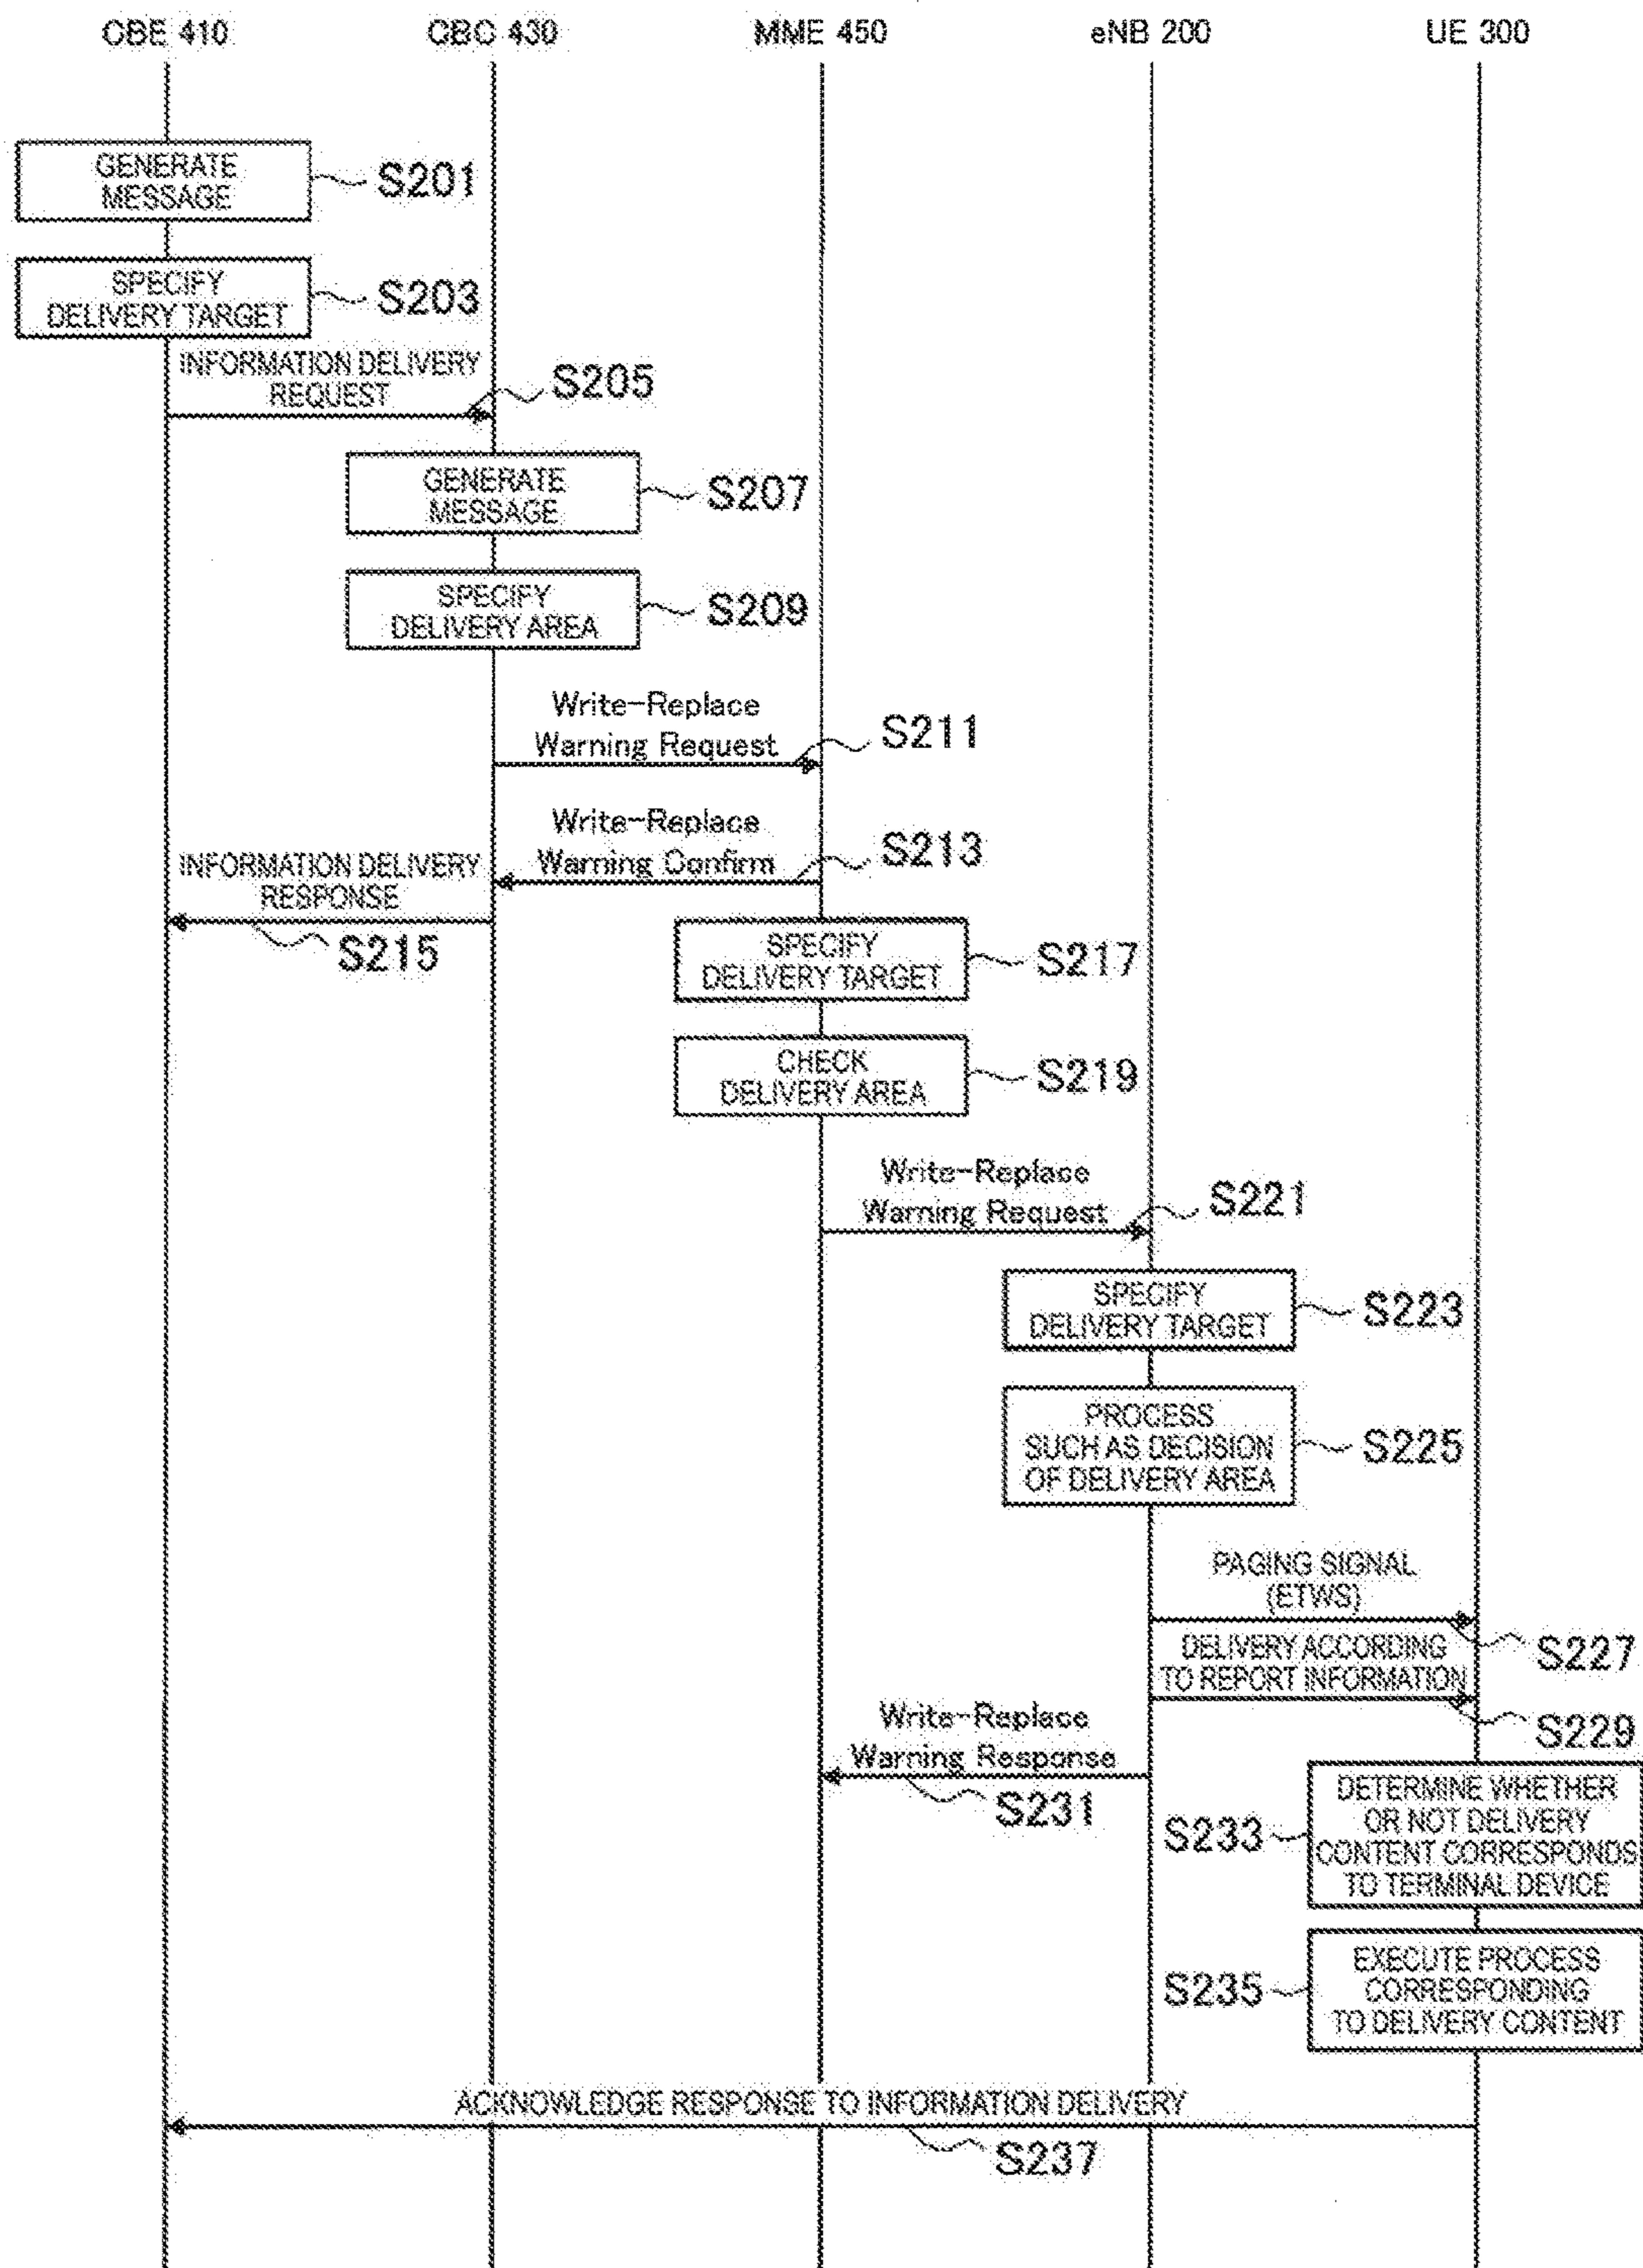 CBE 410
CBC 430
MME 450
eNB 200
UE 300
GENERATE
MESSAGE
S201
SPECIFY
DELIVERY TARGET
S203
INFORMATION DELIVERY
REQUEST
S205
GENERATE
MESSAGE
S207
SPECIFY
DELIVERY AREA
S209
Write-Replace
Warning Request
S211
Write-Replace
Warning Confirm
S213
INFORMATION DELIVERY
RESPONSE
S215
SPECIFY
DELIVERY TARGET
S217
CHECK
DELIVERY AREA
S219
Write-Replace
Warning Request
S221
SPECIFY
DELIVERY TARGET
S223
PROCESS
SUCH AS DECISION
OF DELIVERY AREA
S225
PAGING SIGNAL
(ETWS)
S227
DELIVERY ACCORDING
TO REPORT INFORMATION
S229
Write-Replace
Warning Response
S231
DETERMINE WHETHER
OR NOT DELIVERY
CONTENT CORRESPONDS
TO TERMINAL DEVICE
S233
EXECUTE PROCESS
CORRESPONDING
TO DELIVERY CONTENT
S235
ACKNOWLEDGE RESPONSE TO INFORMATION DELIVERY
S237